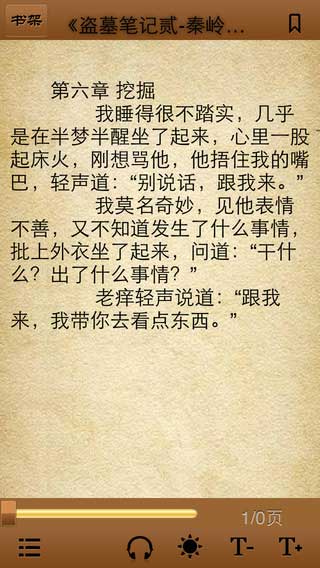 书架
《盗墓笔记贰-秦岭...
第六章 挖掘
我睡得很不踏实，几乎
是在半梦半醒坐了起来，心里一股
起床火，刚想骂他，他捂住我的嘴
巴，轻声道：“别说话，跟我来。”
我莫名奇妙，见他表情
不善，又不知道发生了什么事情，
批上外衣坐了起来，问道：“干什
么？出了什么事情？”
老痒轻声说道：“跟我
来，我带你去看点东西。”
1/0页
T- T+